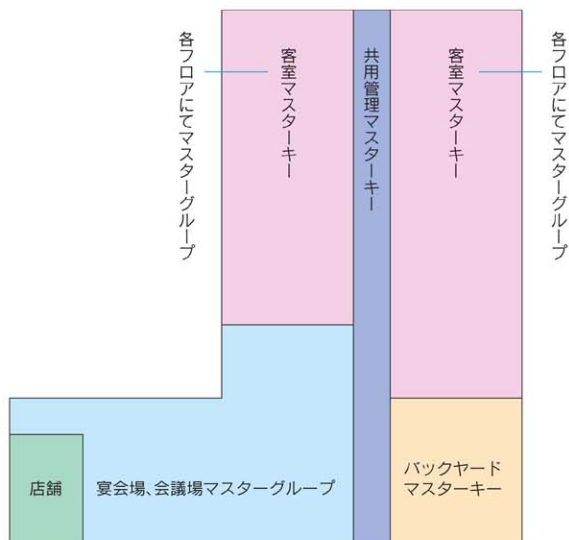 各フロアにてマスターグループ
客室マスターキー
共用管理マスターキー
客室マスターキー
各フロアにてマスターグループ
店舗
宴会場、会議場マスターグループ
バックヤード
マスターキー